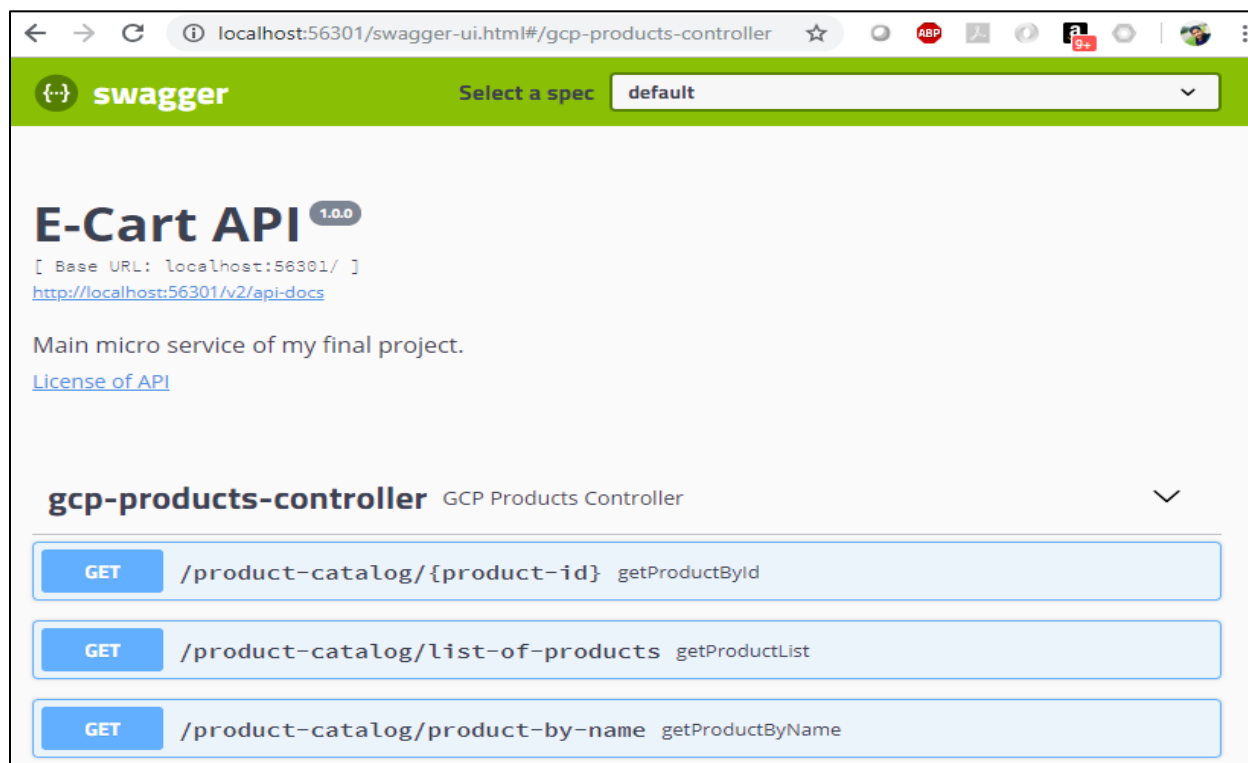 localhost:56301/swagger-ui.html#/gcp-products-controller ABP a 9+
{···} swagger Select a spec default
E-Cart API 1.0.0
[ Base URL: localhost:56301/ ]
http://localhost:56301/v2/api-docs
Main micro service of my final project.
License of API
gcp-products-controller GCP Products Controller
GET /product-catalog/{product-id} getProductById
GET /product-catalog/list-of-products getProductList
GET /product-catalog/product-by-name getProductByName